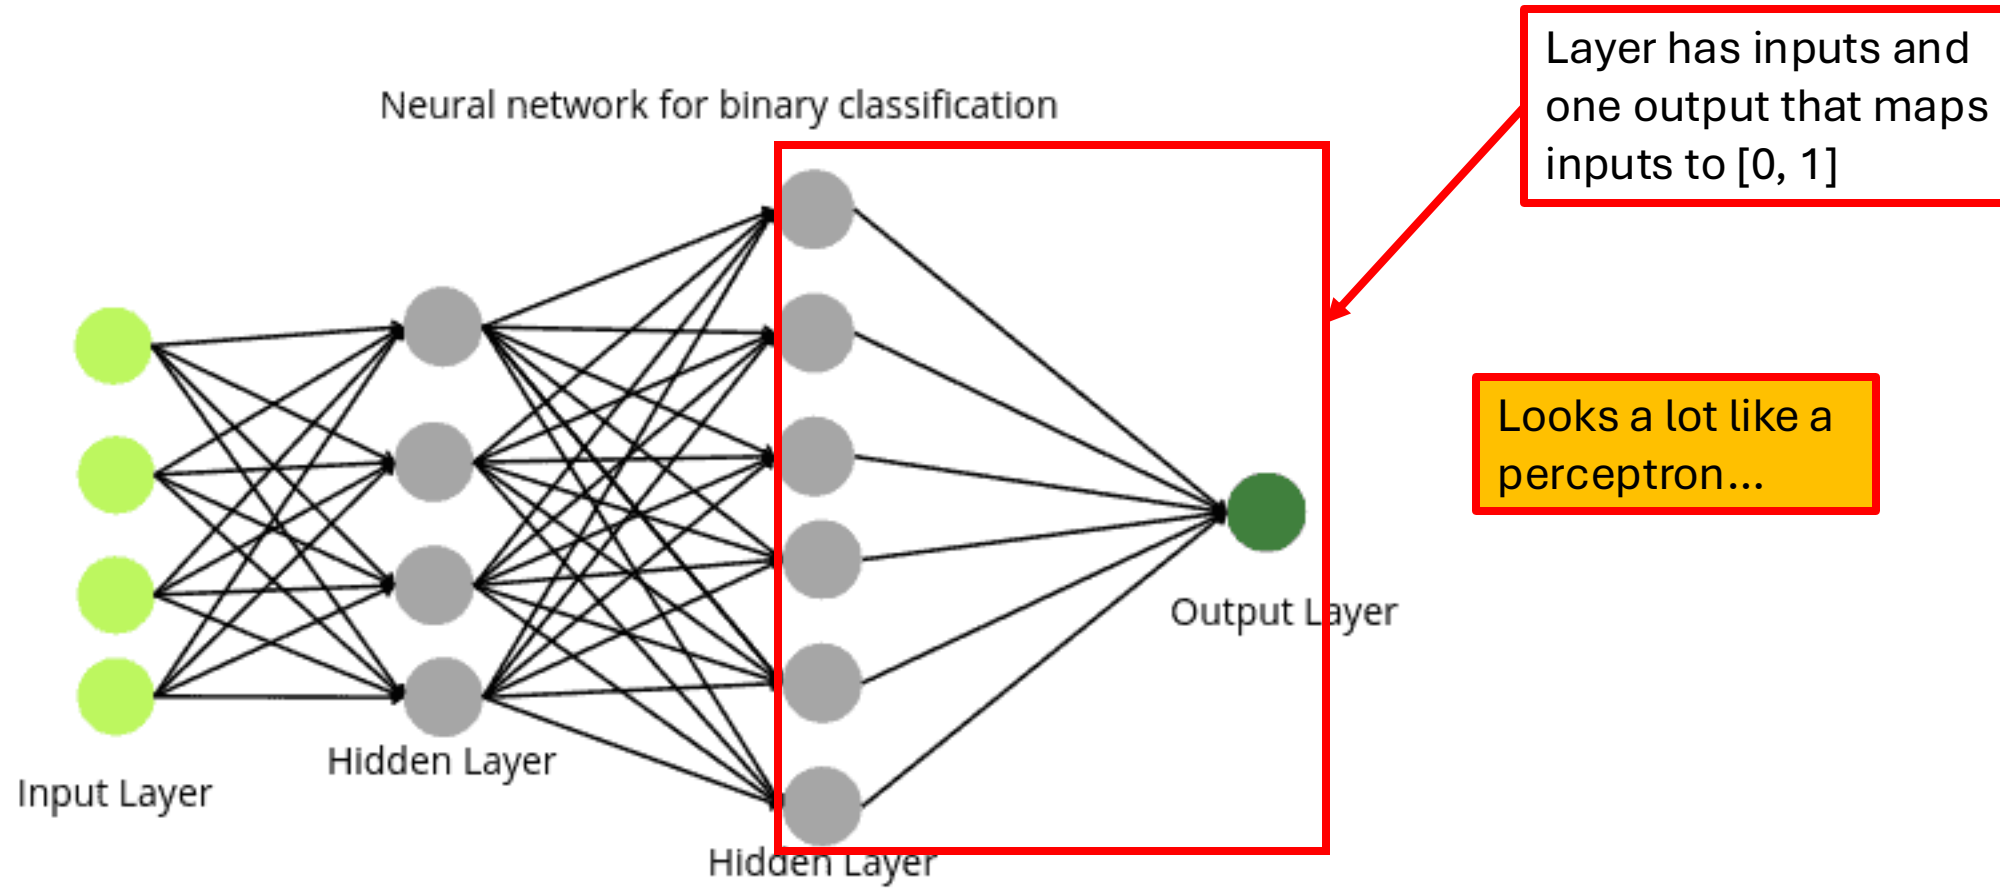 Layer has inputs and
one output that maps
inputs to [0, 1]
Neural network for binary classification
Looks a lot like a
perceptron...
Output Layer
Hidden Layer
Input Layer
Hidden Layer